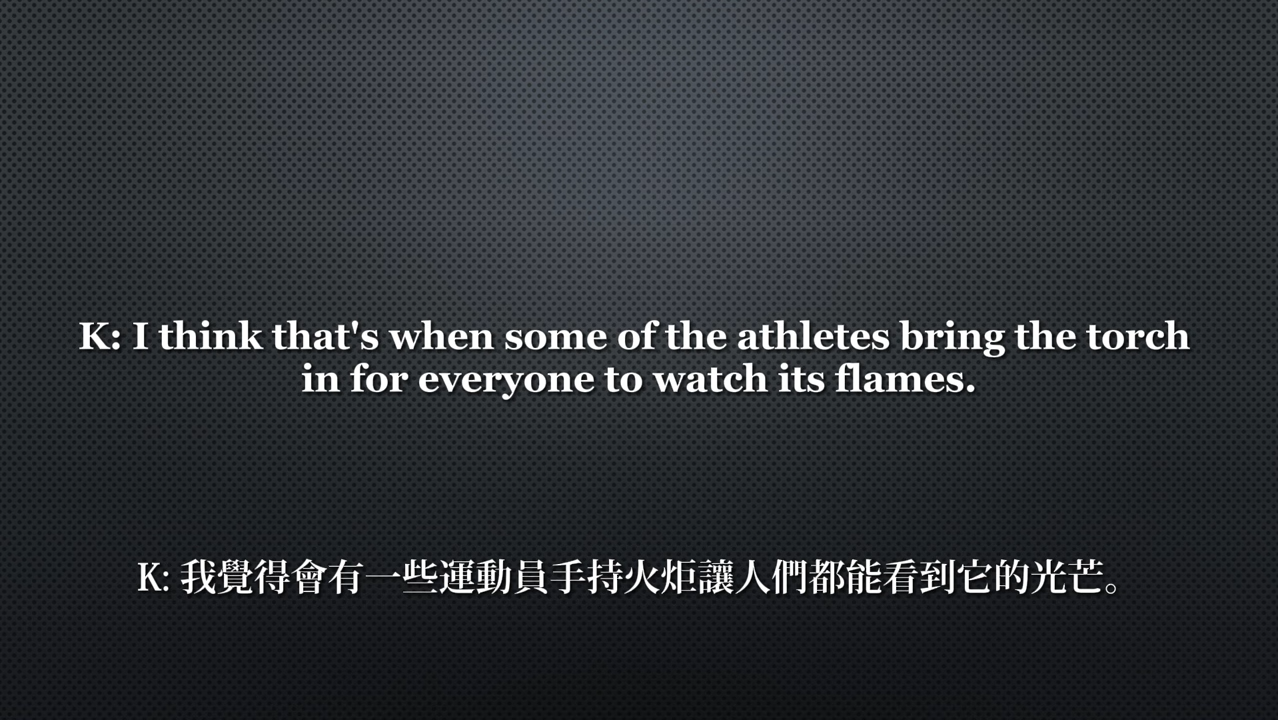 K: I think that's when some of the athletes bring the torch
in for everyone to watch its flames.
K: 我覺得會有一些運動員手持火炬讓人們都能看到它的光芒。